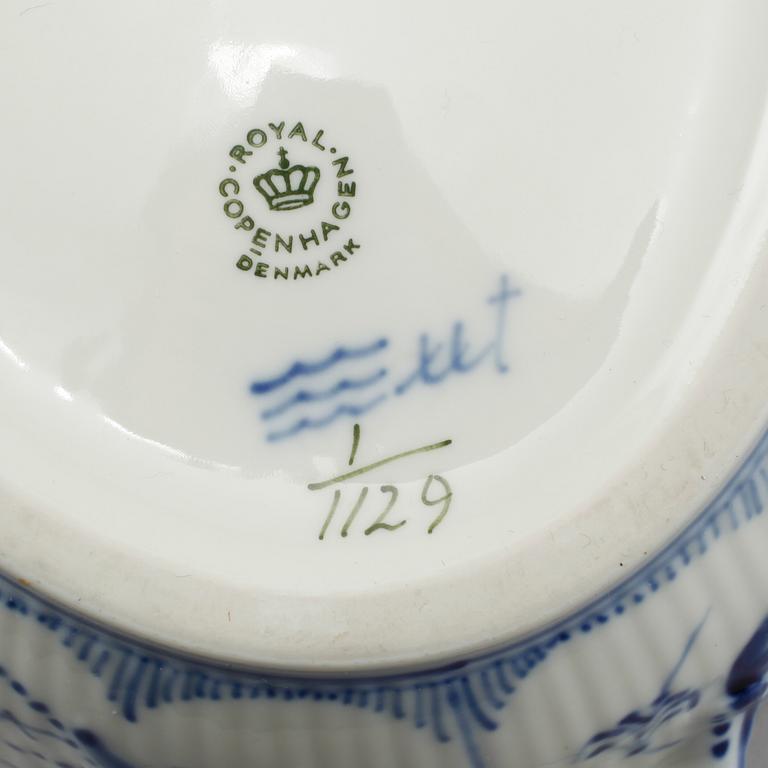 ROYAL
COPENHAGEN
DENMARK
1
1129